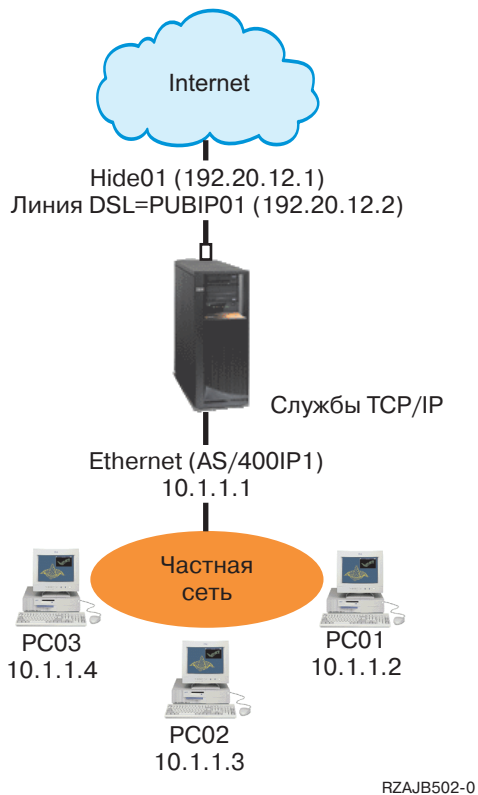 Internet
Hide01 (192.20.12.1)
Линия DSL=PUBIP01 (192.20.12.2)
Службы TCP/IP
Ethernet (AS/400IP1)
10.1.1.1
Частная
сеть
PC03
10.1.1.4
PC01
10.1.1.2
PC02
10.1.1.3
RZAJB502-0